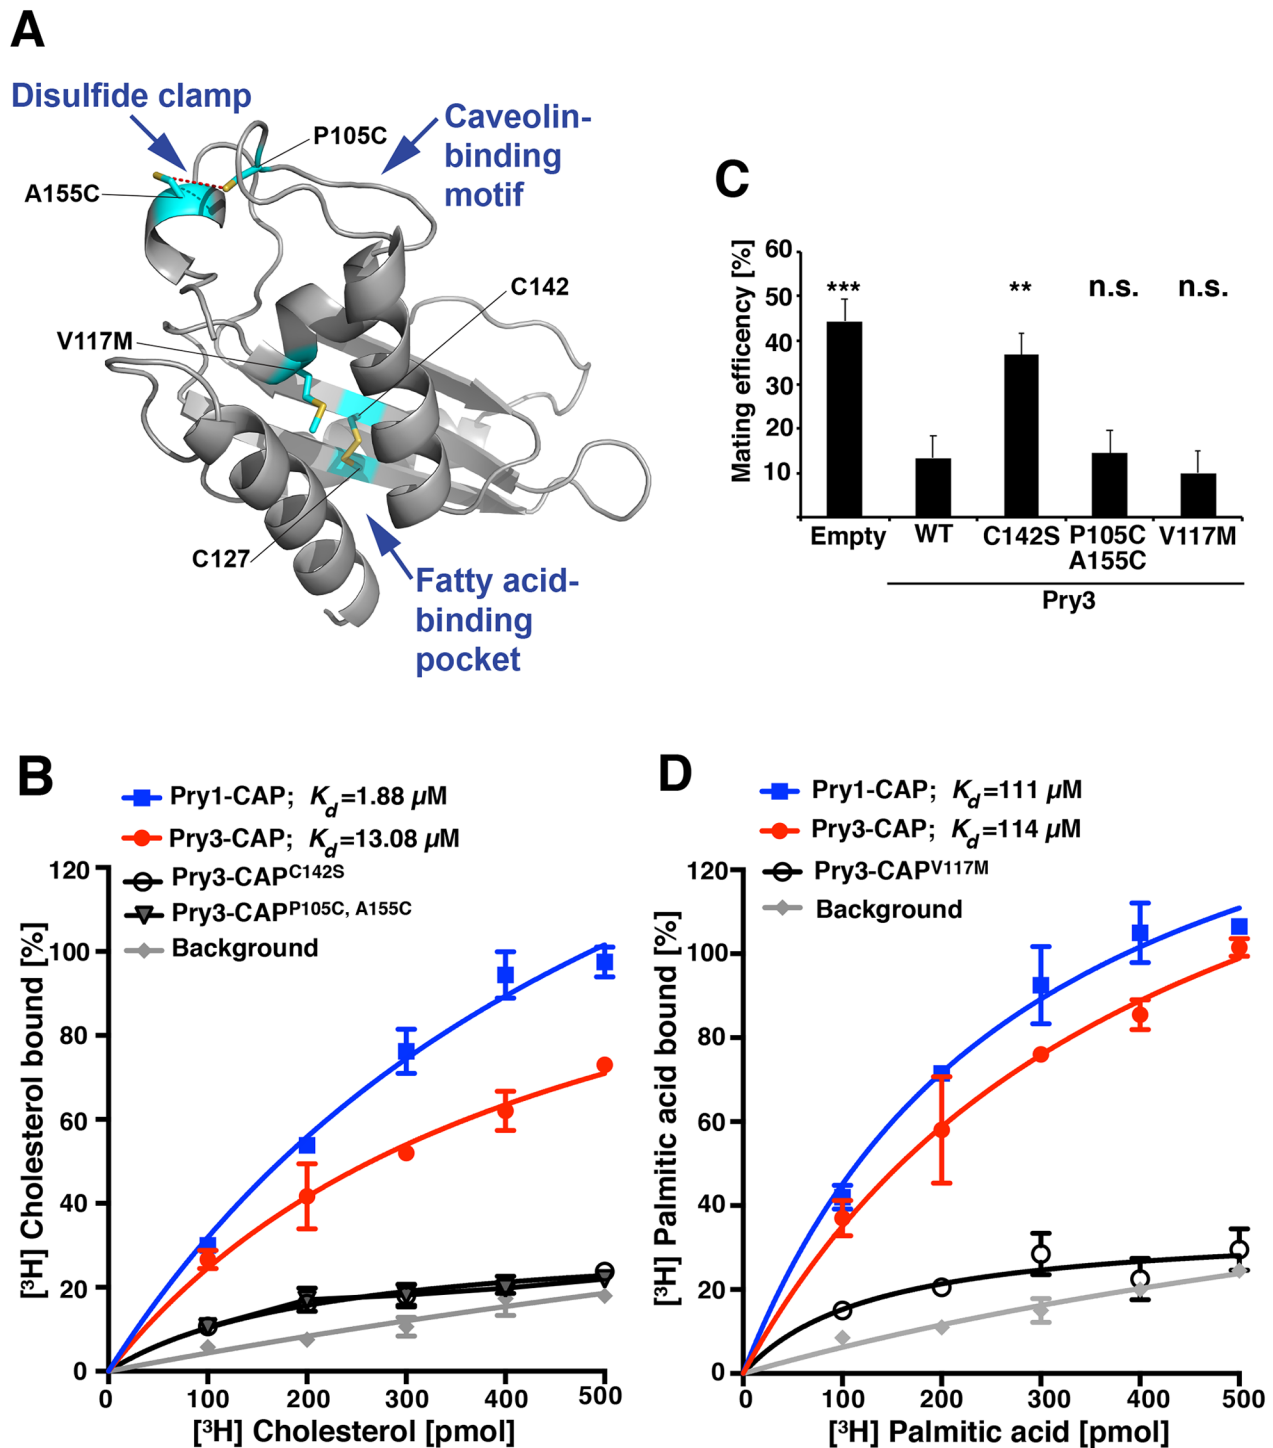 A
Disulfide clamp
P105C
Caveolin-
binding
motif
A155C
C142
V117M
C127
Fatty acid-
binding
pocket
C
Mating efficency [%]
60
50
40
30
20
10
***
**
n.s.
n.s.
Empty
WT
C142S
P105C
A155C
V117M
Pry3
B
Pry1-CAP; Kd=1.88 µM
Pry3-CAP; Kd=13.08 µM
Pry3-CAPC142S
Pry3-CAPP105C, A155C
Background
[³H] Cholesterol bound [%]
120
100
80
60
40
20
0
0 100 200 300 400 500
[³H] Cholesterol [pmol]
D
Pry1-CAP; Kd=111 µM
Pry3-CAP; Kd=114 µM
Pry3-CAPV117M
Background
[³H] Palmitic acid bound [%]
120
100
80
60
40
20
0
0 100 200 300 400 500
[³H] Palmitic acid [pmol]